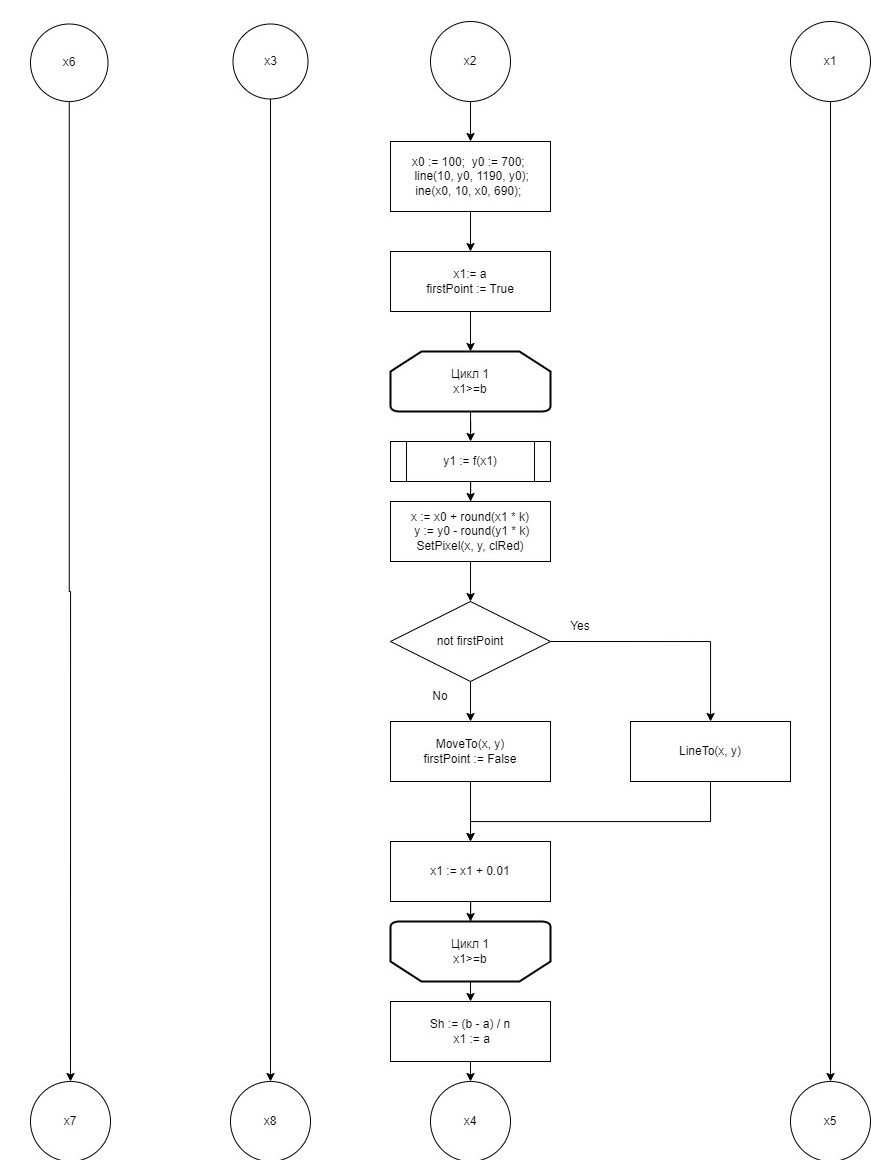 x6
x3
x2
x1
x0 := 100;  y0 := 700;
line(10, y0, 1190, y0);
ine(x0, 10, x0, 690);
x1:= a
firstPoint := True
Цикл 1
x1>=b
y1 := f(x1)
x := x0 + round(x1 * k)
y := y0 - round(y1 * k)
SetPixel(x, y, clRed)
not firstPoint
Yes
No
MoveTo(x, y)
firstPoint := False
LineTo(x, y)
x1 := x1 + 0.01
Цикл 1
x1>=b
Sh := (b - a) / n
x1 := a
x7
x8
x4
x5